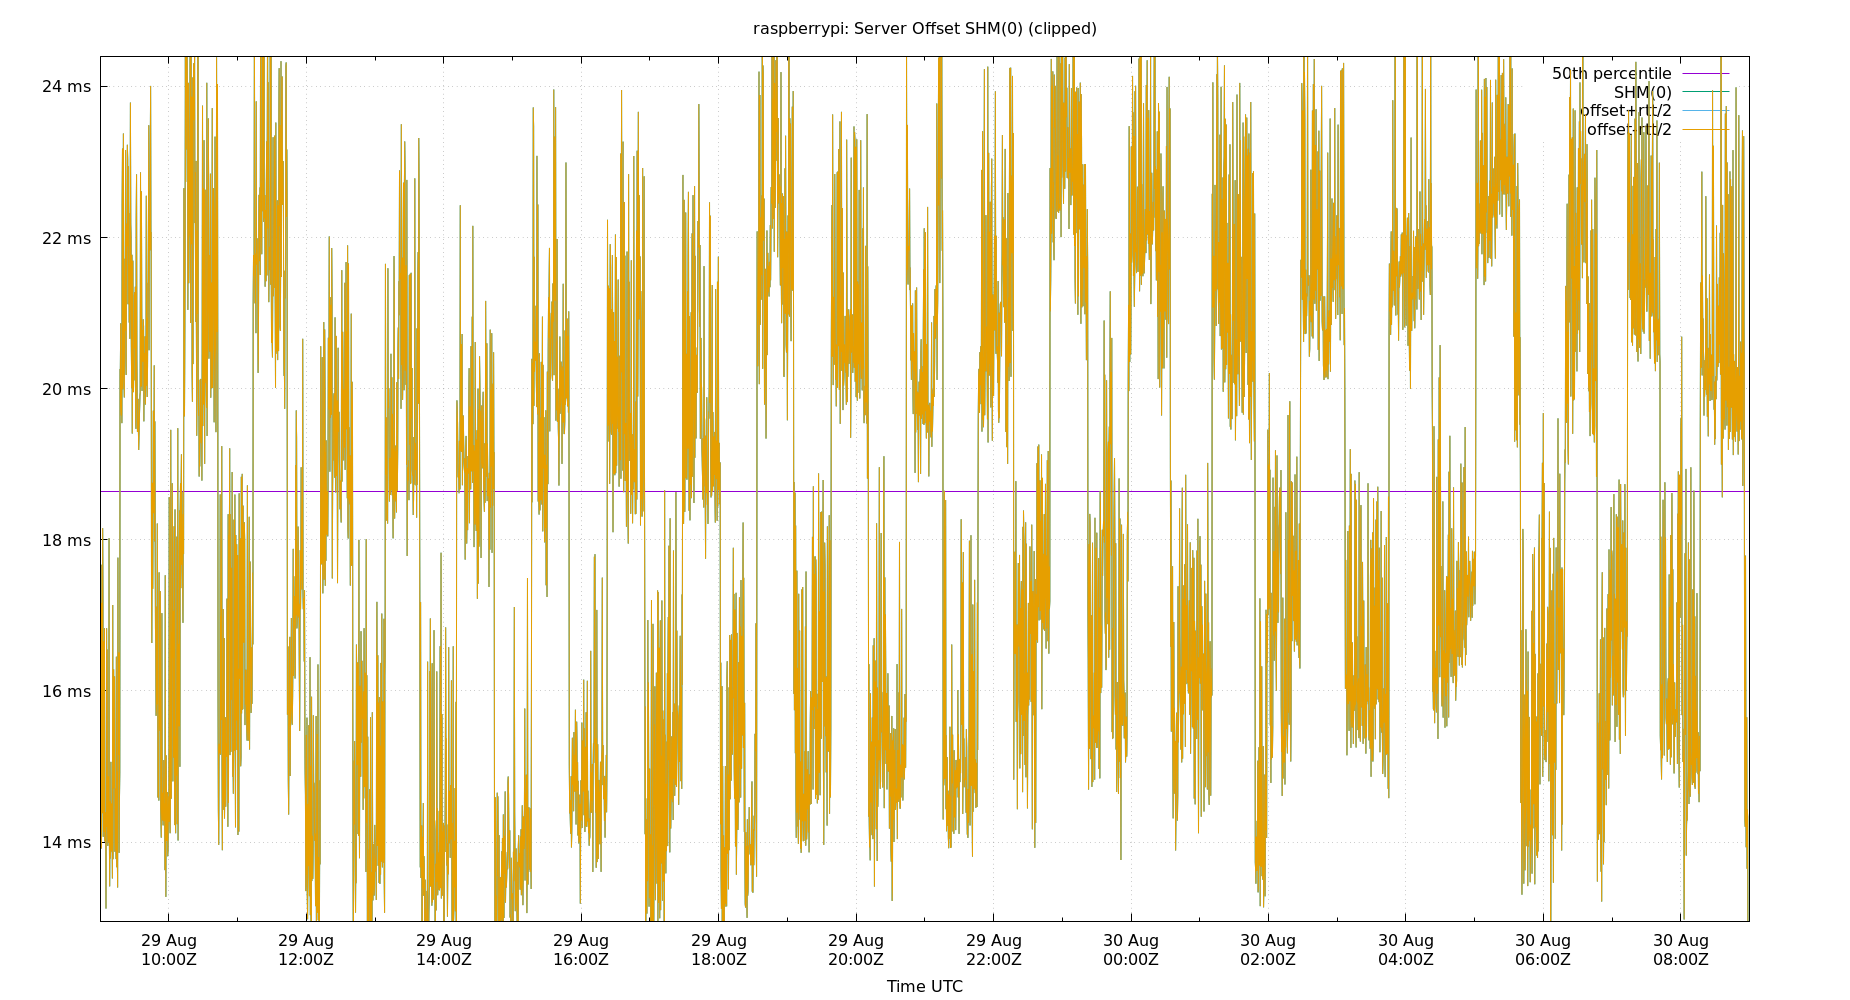 raspberrypi: Server Offset SHM(0) (clipped)
50th percentile
SHM(0)
offset+rtt/2
offset-rtt/2
24 ms
22 ms
20 ms
18 ms
16 ms
14 ms
29 Aug 29 Aug 29 Aug 29 Aug 29 Aug 29 Aug 29 Aug 30 Aug 30 Aug 30 Aug 30 Aug 30 Aug
10:00Z 12:00Z 14:00Z 16:00Z 18:00Z 20:00Z 22:00Z 00:00Z 02:00Z 04:00Z 06:00Z 08:00Z
Time UTC